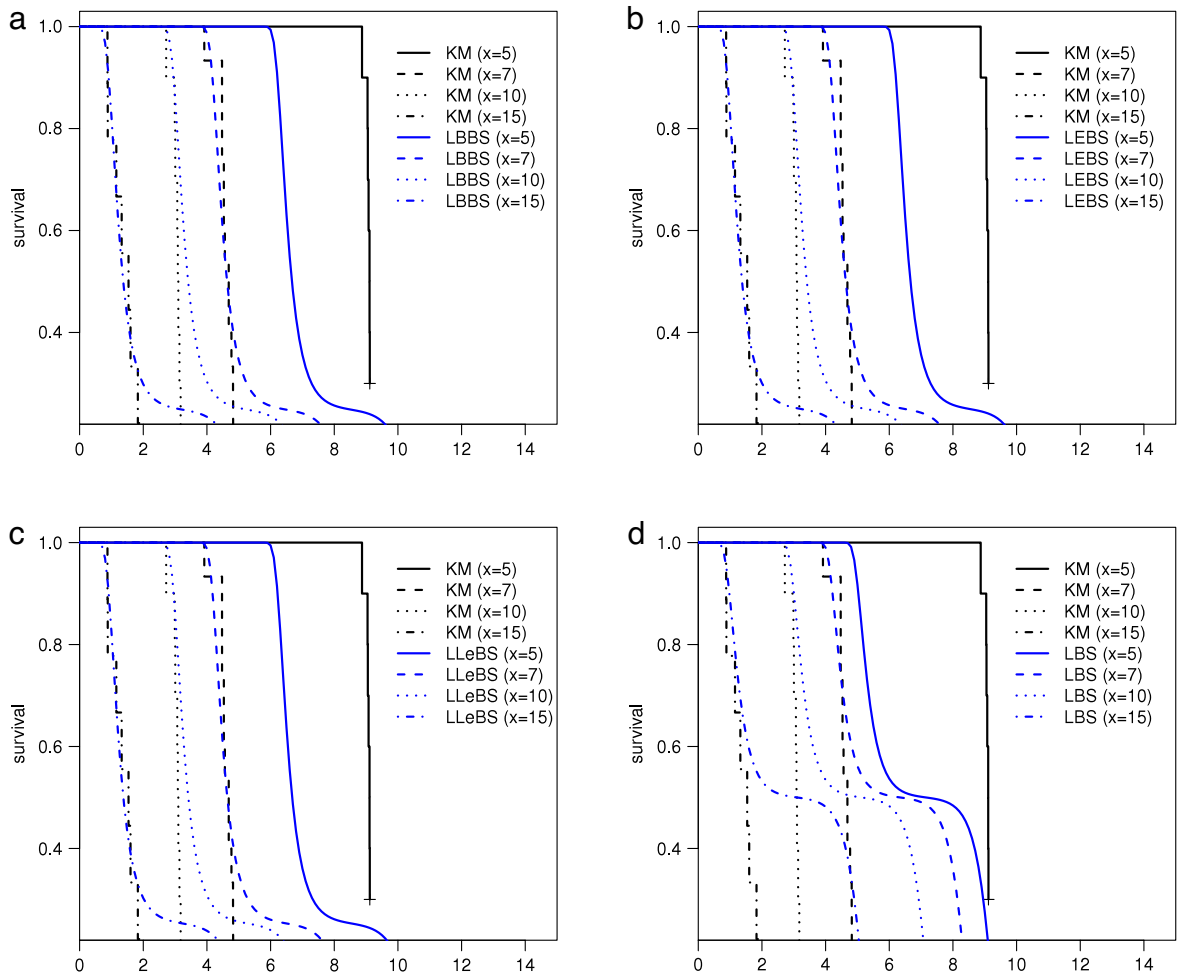 a
1.0
0.8
0.6
0.4
survival
KM (x=5)
KM (x=7)
KM (x=10)
KM (x=15)
LBBS (x=5)
LBBS (x=7)
LBBS (x=10)
LBBS (x=15)
0 2 4 6 8 10 12 14
b
1.0
0.8
0.6
0.4
survival
KM (x=5)
KM (x=7)
KM (x=10)
KM (x=15)
LEBS (x=5)
LEBS (x=7)
LEBS (x=10)
LEBS (x=15)
0 2 4 6 8 10 12 14
c
1.0
0.8
0.6
0.4
survival
KM (x=5)
KM (x=7)
KM (x=10)
KM (x=15)
LLeBS (x=5)
LLeBS (x=7)
LLeBS (x=10)
LLeBS (x=15)
0 2 4 6 8 10 12 14
d
1.0
0.8
0.6
0.4
survival
KM (x=5)
KM (x=7)
KM (x=10)
KM (x=15)
LBS (x=5)
LBS (x=7)
LBS (x=10)
LBS (x=15)
0 2 4 6 8 10 12 14